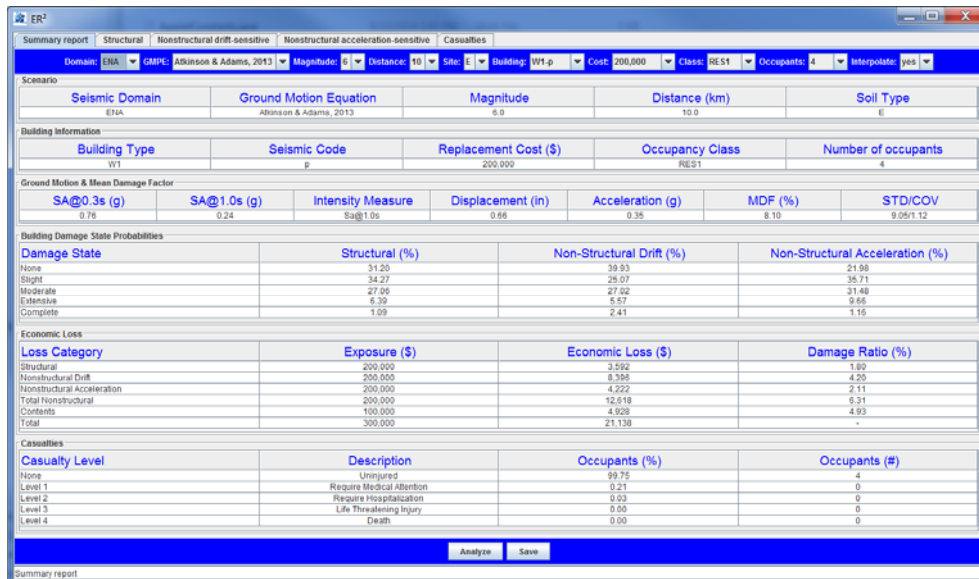 ER²
Summary report Structural Nonstructural drift-sensitive Nonstructural acceleration-sensitive Casualties
Domain: ENA GMPE: Atkinson & Adams, 2013 Magnitude: 6 Distance: 10 Site: E Building: W1-p Cost: 200,000 Class: RES1 Occupants: 4 Interpolate: yes
Scenario
Seismic Domain Ground Motion Equation Magnitude Distance (km) Soil Type
ENA Atkinson & Adams, 2013 6.0 10.0 E
Building Information
Building Type Seismic Code Replacement Cost ($) Occupancy Class Number of occupants
W1 p 200,000 RES1 4
Ground Motion & Mean Damage Factor
SA@0.3s (g) SA@1.0s (g) Intensity Measure Displacement (in) Acceleration (g) MDF (%) STD/COV
0.76 0.24 Sa@1.0s 0.66 0.35 8.10 9.05/1.12
Building Damage State Probabilities
Damage State Structural (%) Non-Structural Drift (%) Non-Structural Acceleration (%)
None 31.20 39.93 21.98
Slight 34.27 25.07 35.71
Moderate 27.05 27.02 31.48
Extensive 6.39 5.57 9.66
Complete 1.09 2.41 1.16
Economic Loss
Loss Category Exposure ($) Economic Loss ($) Damage Ratio (%)
Structural 200,000 3,592 1.80
Nonstructural Drift 200,000 8,396 4.20
Nonstructural Acceleration 200,000 4,222 2.11
Total Nonstructural 200,000 12,618 6.31
Contents 100,000 4,928 4.93
Total 300,000 21,138 -
Casualties
Casualty Level Description Occupants (%) Occupants (#)
None Uninjured 99.75 4
Level 1 Require Medical Attention 0.21 0
Level 2 Require Hospitalization 0.03 0
Level 3 Life Threatening Injury 0.00 0
Level 4 Death 0.00 0
Analyze Save
Summary report